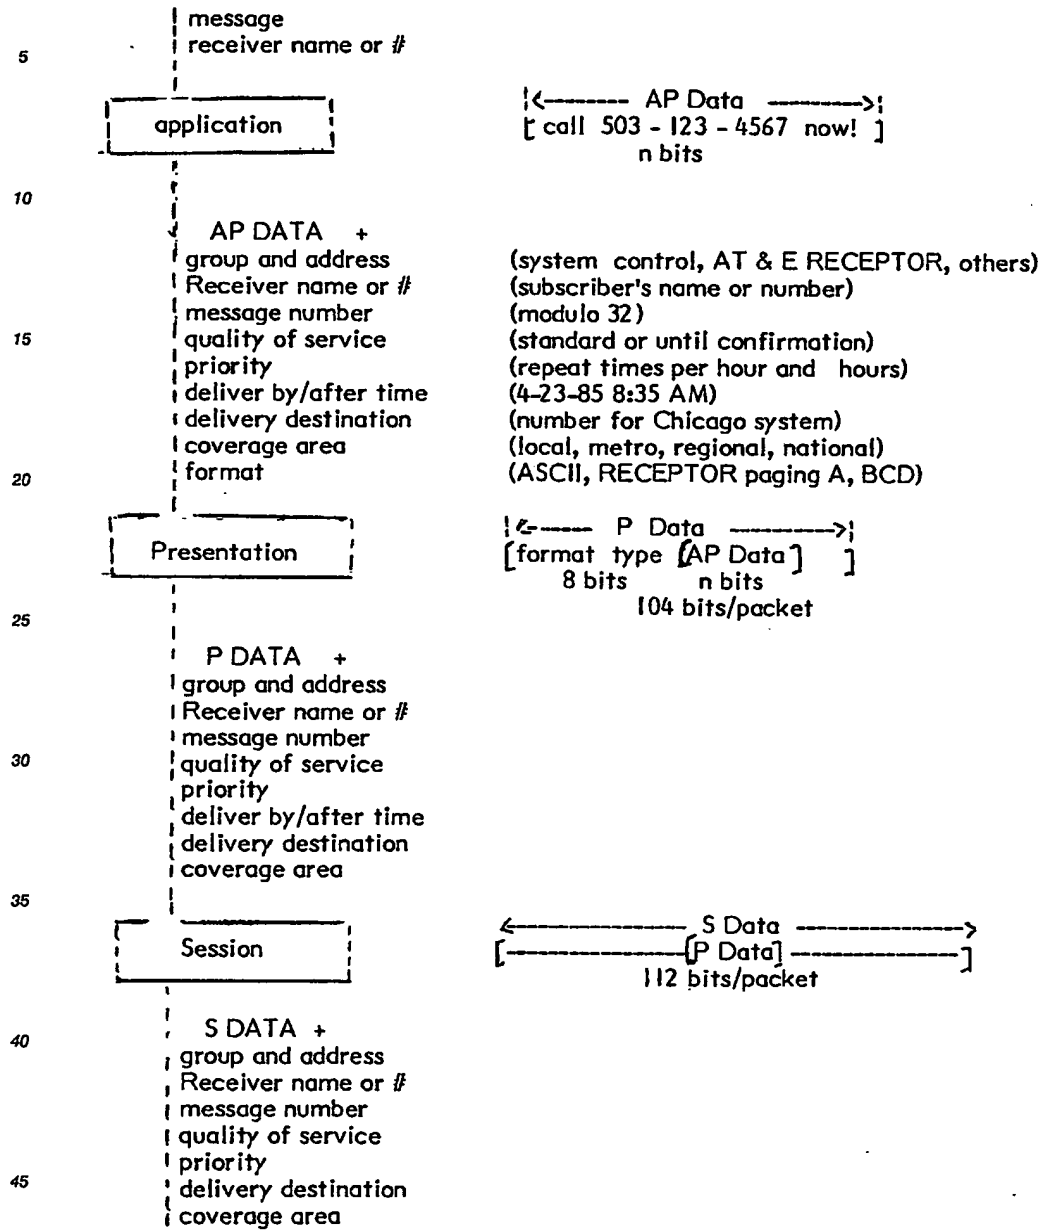 message
5
receiver name or #
|<------- AP Data ------->|
application
[ call 503 - 123 - 4567 now! ]
n bits
10
AP DATA +
group and address (system control, AT & E RECEPTOR, others)
Receiver name or # (subscriber's name or number)
message number (modulo 32)
15 quality of service (standard or until confirmation)
priority (repeat times per hour and hours)
deliver by/after time (4-23-85 8:35 AM)
delivery destination (number for Chicago system)
coverage area (local, metro, regional, national)
20 format (ASCII, RECEPTOR paging A, BCD)
|<------ P Data ------->|
Presentation [format type [AP Data] ]
8 bits n bits
104 bits/packet
25
P DATA +
group and address
Receiver name or #
message number
30 quality of service
priority
deliver by/after time
delivery destination
coverage area
35
<--------------- S Data --------------->
Session [---------------[P Data]---------------]
112 bits/packet
40 S DATA +
group and address
Receiver name or #
message number
quality of service
priority
45 delivery destination
coverage area